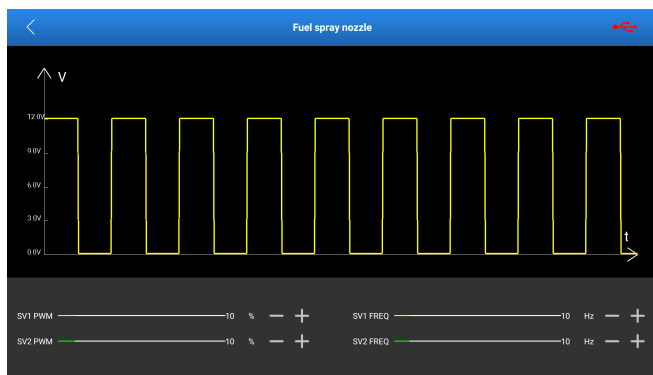 Fuel spray nozzle
V
12.0V
9.0V
6.0V
3.0V
0.0V
t
SV1 PWM 10 % SV1 FREQ 10 Hz
SV2 PWM 10 % SV2 FREQ 10 Hz